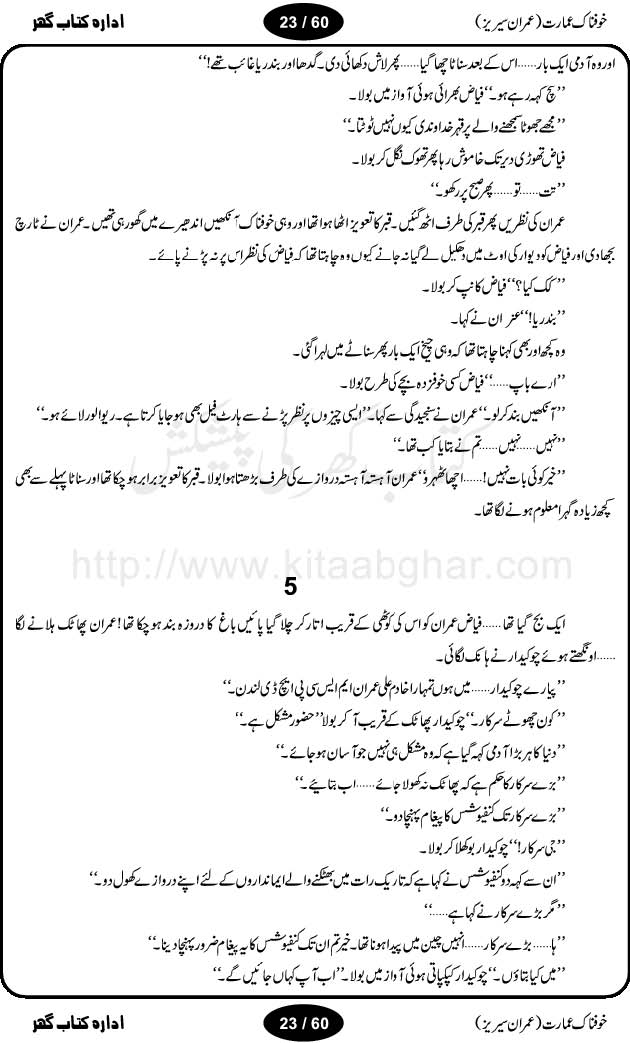 خوفناک عمارت (عمران سیریز)
23 / 60
ادارہ کتاب گھر
اور وہ آدمی ایک بار......اس کے بعد سناٹا چھا گیا......پھر لاش دکھائی دی۔گدھا اور بندریا غائب تھے!‘‘
’’سچ کہہ رہے ہو۔‘‘ فیاض بھرائی ہوئی آواز میں بولا۔
’’مجھے جھوٹا سمجھنے والے پر قہر خداوندی کیوں نہیں ٹوٹتا۔‘‘
فیاض تھوڑی دیر تک خاموش رہا پھر تھوک نگل کر بولا۔
’’تت......تو......پھر صبح پر رکھو۔‘‘
عمران کی نظریں پھر قبر کی طرف اٹھ گئیں۔قبر کا تعویز اٹھا ہوا تھا اور وہی خوفناک آنکھیں اندھیرے میں گھور رہی تھیں۔عمران نے ٹارچ
بجھا دی اور فیاض کو دیوار کی اوٹ میں دھکیل لے گیا نہ جانے کیوں وہ چاہتا تھا کہ فیاض کی نظر اس پر نہ پڑنے پائے۔
’’کک کیا؟‘‘ فیاض کانپ کر بولا۔
’’بندریا!‘‘ عمران نے کہا۔
وہ کچھ اور بھی کہنا چاہتا تھا کہ وہی چیخ ایک بار پھر سناٹے میں لہرا گئی۔
’’ارے باپ......‘‘ فیاض کسی خوفزدہ بچے کی طرح بولا۔
’’آنکھیں بند کر لو۔‘‘ عمران نے سنجیدگی سے کہا۔’’ایسی چیزوں پر نظر پڑنے سے ہارٹ فیل بھی ہو جایا کرتا ہے۔ریوالور لائے ہو۔‘‘
’’نہیں......نہیں......تم نے بتایا کب تھا۔‘‘
’’خیر کوئی بات نہیں!......اچھا ٹھہرو‘‘ عمران آہستہ آہستہ دروازے کی طرف بڑھتا ہوا بولا۔قبر کا تعویز برابر ہو چکا تھا اور سناٹا پہلے سے بھی
کچھ زیادہ گہرا معلوم ہونے لگا تھا۔
کتاب گھر کی پیشکش
http://www.kitaabghar.com
5
ایک بج گیا تھا......فیاض عمران کو اس کی کوٹھی کے قریب اتار کر چلا گیا پائیں باغ کا دروزہ بند ہو چکا تھا!عمران پھاٹک ہلانے لگا
......اونگھتے ہوئے چوکیدار نے ہانک لگائی۔
’’پیارے چوکیدار......میں ہوں تمہارا خادم علی عمران ایم ایس سی پی ایچ ڈی لندن۔‘‘
’’کون چھوٹے سرکار۔‘‘ چوکیدار پھاٹک کے قریب آ کر بولا’’حضور مشکل ہے۔‘‘
’’دنیا کا ہر بڑا آدمی کہہ گیا ہے کہ وہ مشکل ہی نہیں جو آسان ہو جائے۔‘‘
’’بڑے سرکار کا حکم ہے کہ پھاٹک نہ کھولا جائے......اب بتایئے۔‘‘
’’بڑے سرکار تک کنفیوشس کا پیغام پہنچا دو۔‘‘
’’جی سرکار!‘‘ چوکیدار بوکھلا کر بولا۔
’’ان سے کہہ دو کنفیوشس نے کہا ہے کہ تاریک رات میں بھٹکنے والے ایمانداروں کے لئے اپنے دروازے کھول دو۔‘‘
’’مگر بڑے سرکار نے کہا ہے......‘‘
’’ہا......بڑے سرکار......انہیں چین میں پیدا ہونا تھا۔خیر تم ان تک کنفیوشس کا یہ پیغام ضرور پہنچا دینا۔‘‘
’’میں کیا بتاؤں۔‘‘ چوکیدار کپکپاتی ہوئی آواز میں بولا۔’’اب آپ کہاں جائیں گے۔‘‘
خوفناک عمارت (عمران سیریز)
23 / 60
ادارہ کتاب گھر